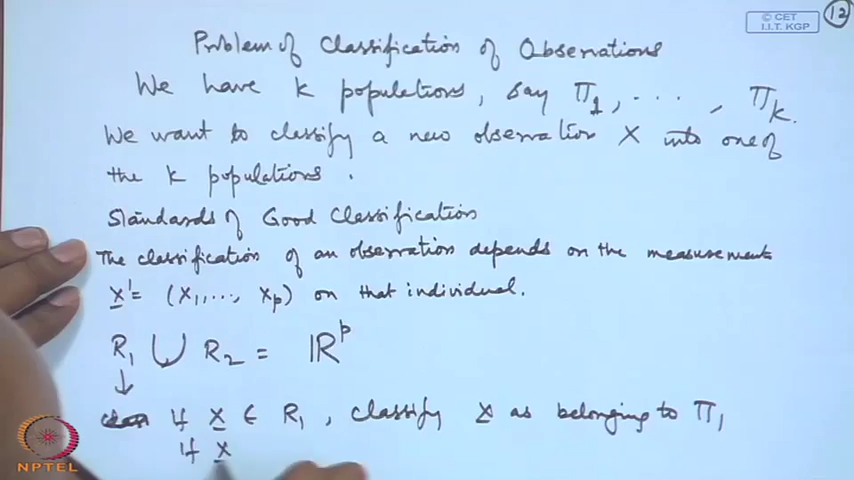 12
© CET
I.I.T. KGP
Problem of Classification of Observations
We have k populations, say Π1, ..., Πk.
We want to classify a new observation X into one of
the k populations.
Standards of Good Classification
The classification of an observation depends on the measurements
x' = (x1, ..., xp) on that individual.
R1 ∪ R2 = ℝ^p
↓
If x ∈ R1, classify x as belonging to Π1
If x
NPTEL